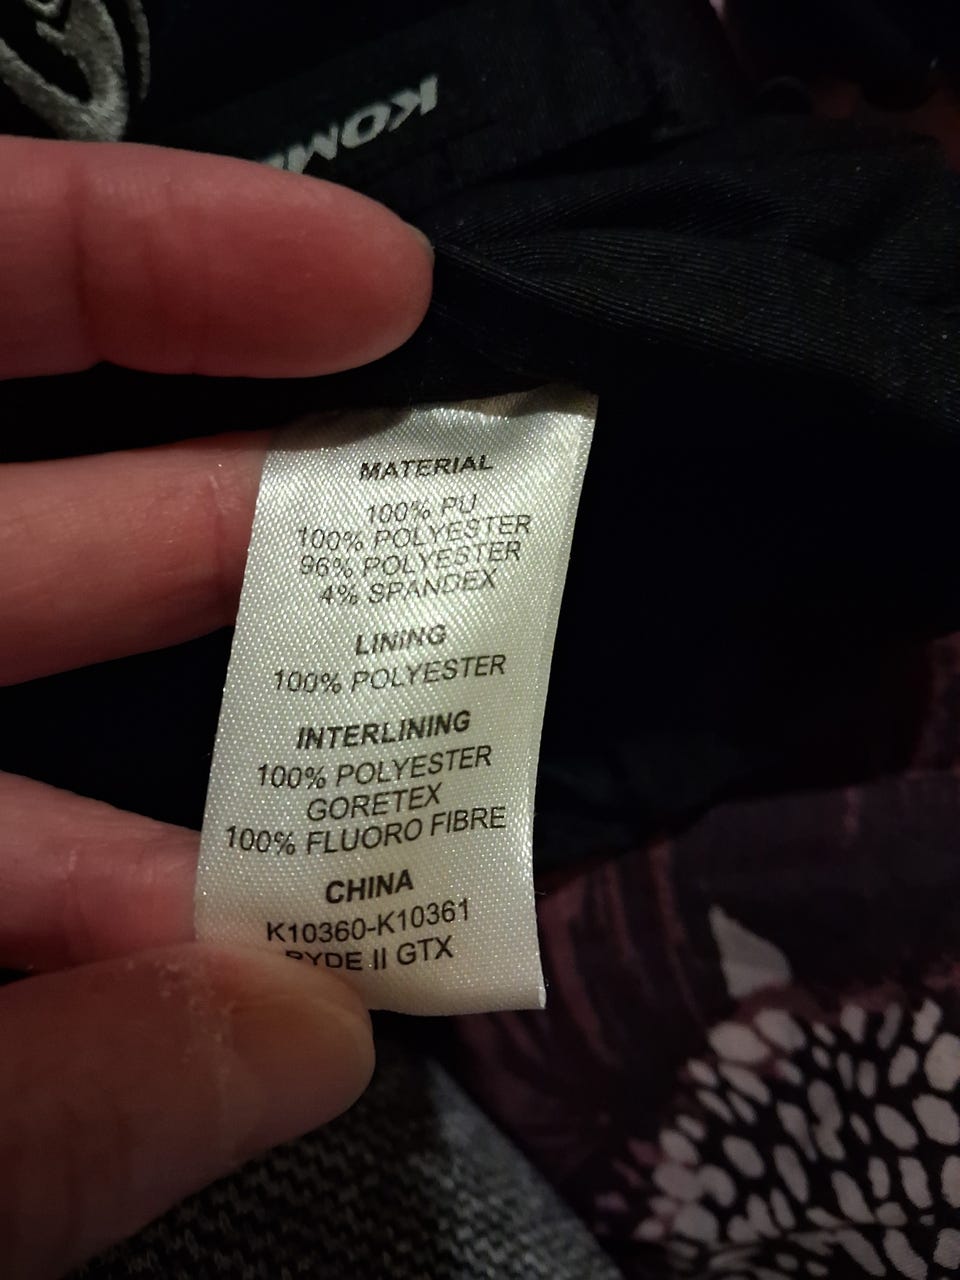 MATERIAL
100% PU
100% POLYESTER
96% POLYESTER
4% SPANDEX
LINING
100% POLYESTER
INTERLINING
100% POLYESTER
GORETEX
100% FLUORO FIBRE
CHINA
K10360-K10361
II GTX